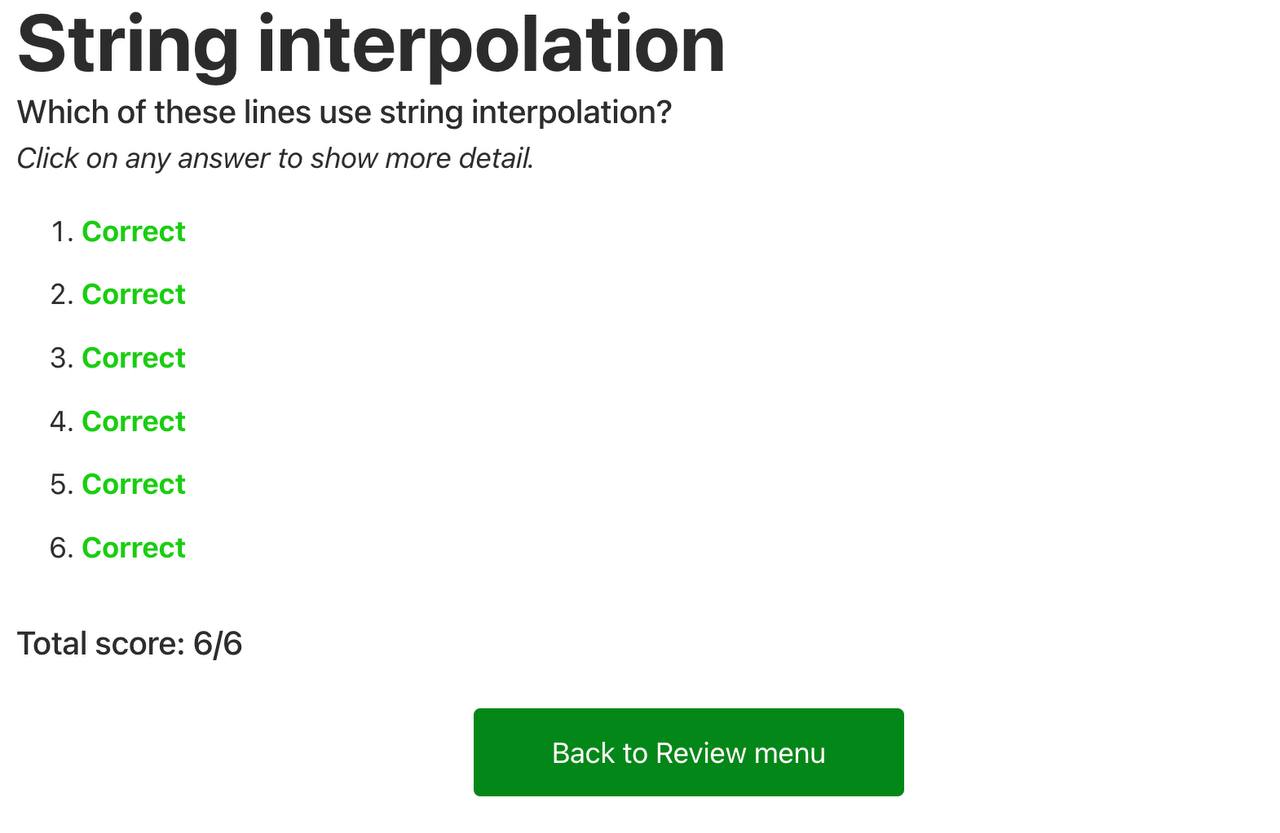 String interpolation
Which of these lines use string interpolation?
Click on any answer to show more detail.
1. Correct
2. Correct
3. Correct
4. Correct
5. Correct
6. Correct
Total score: 6/6
Back to Review menu